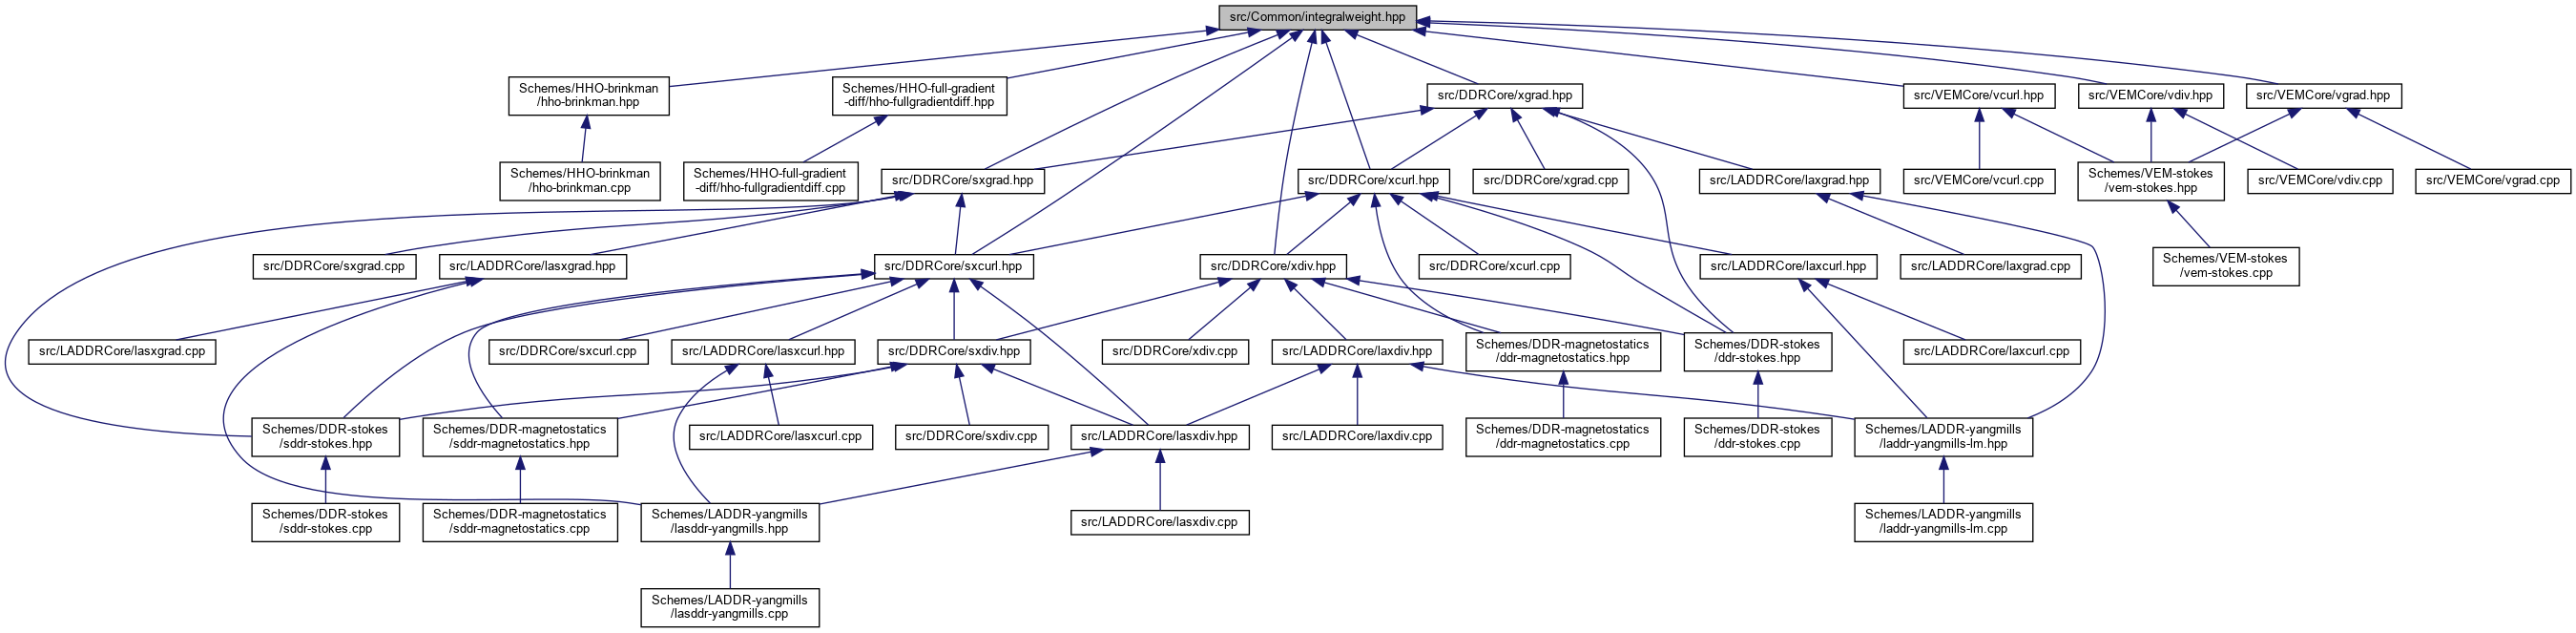 src/Common/integralweight.hpp
Schemes/HHO-brinkman
/hho-brinkman.hpp
Schemes/HHO-full-gradient
-diff/hho-fullgradientdiff.hpp
src/DDRCore/xgrad.hpp
src/VEMCore/vcurl.hpp
src/VEMCore/vdiv.hpp
src/VEMCore/vgrad.hpp
Schemes/HHO-brinkman
/hho-brinkman.cpp
Schemes/HHO-full-gradient
-diff/hho-fullgradientdiff.cpp
src/DDRCore/sxgrad.hpp
src/DDRCore/xcurl.hpp
src/DDRCore/xgrad.cpp
src/LADDRCore/laxgrad.hpp
src/VEMCore/vcurl.cpp
Schemes/VEM-stokes
/vem-stokes.hpp
src/VEMCore/vdiv.cpp
src/VEMCore/vgrad.cpp
src/DDRCore/sxgrad.cpp
src/LADDRCore/lasxgrad.hpp
src/DDRCore/sxcurl.hpp
src/DDRCore/xdiv.hpp
src/DDRCore/xcurl.cpp
src/LADDRCore/laxcurl.hpp
src/LADDRCore/laxgrad.cpp
Schemes/VEM-stokes
/vem-stokes.cpp
src/LADDRCore/lasxgrad.cpp
src/DDRCore/sxcurl.cpp
src/LADDRCore/lasxcurl.hpp
src/DDRCore/sxdiv.hpp
src/DDRCore/xdiv.cpp
src/LADDRCore/laxdiv.hpp
Schemes/DDR-magnetostatics
/ddr-magnetostatics.hpp
Schemes/DDR-stokes
/ddr-stokes.hpp
src/LADDRCore/laxcurl.cpp
Schemes/DDR-stokes
/sddr-stokes.hpp
Schemes/DDR-magnetostatics
/sddr-magnetostatics.hpp
src/LADDRCore/lasxcurl.cpp
src/DDRCore/sxdiv.cpp
src/LADDRCore/lasxdiv.hpp
src/LADDRCore/laxdiv.cpp
Schemes/DDR-magnetostatics
/ddr-magnetostatics.cpp
Schemes/DDR-stokes
/ddr-stokes.cpp
Schemes/LADDR-yangmills
/laddr-yangmills-lm.hpp
Schemes/DDR-stokes
/sddr-stokes.cpp
Schemes/DDR-magnetostatics
/sddr-magnetostatics.cpp
Schemes/LADDR-yangmills
/lasddr-yangmills.hpp
src/LADDRCore/lasxdiv.cpp
Schemes/LADDR-yangmills
/laddr-yangmills-lm.cpp
Schemes/LADDR-yangmills
/lasddr-yangmills.cpp